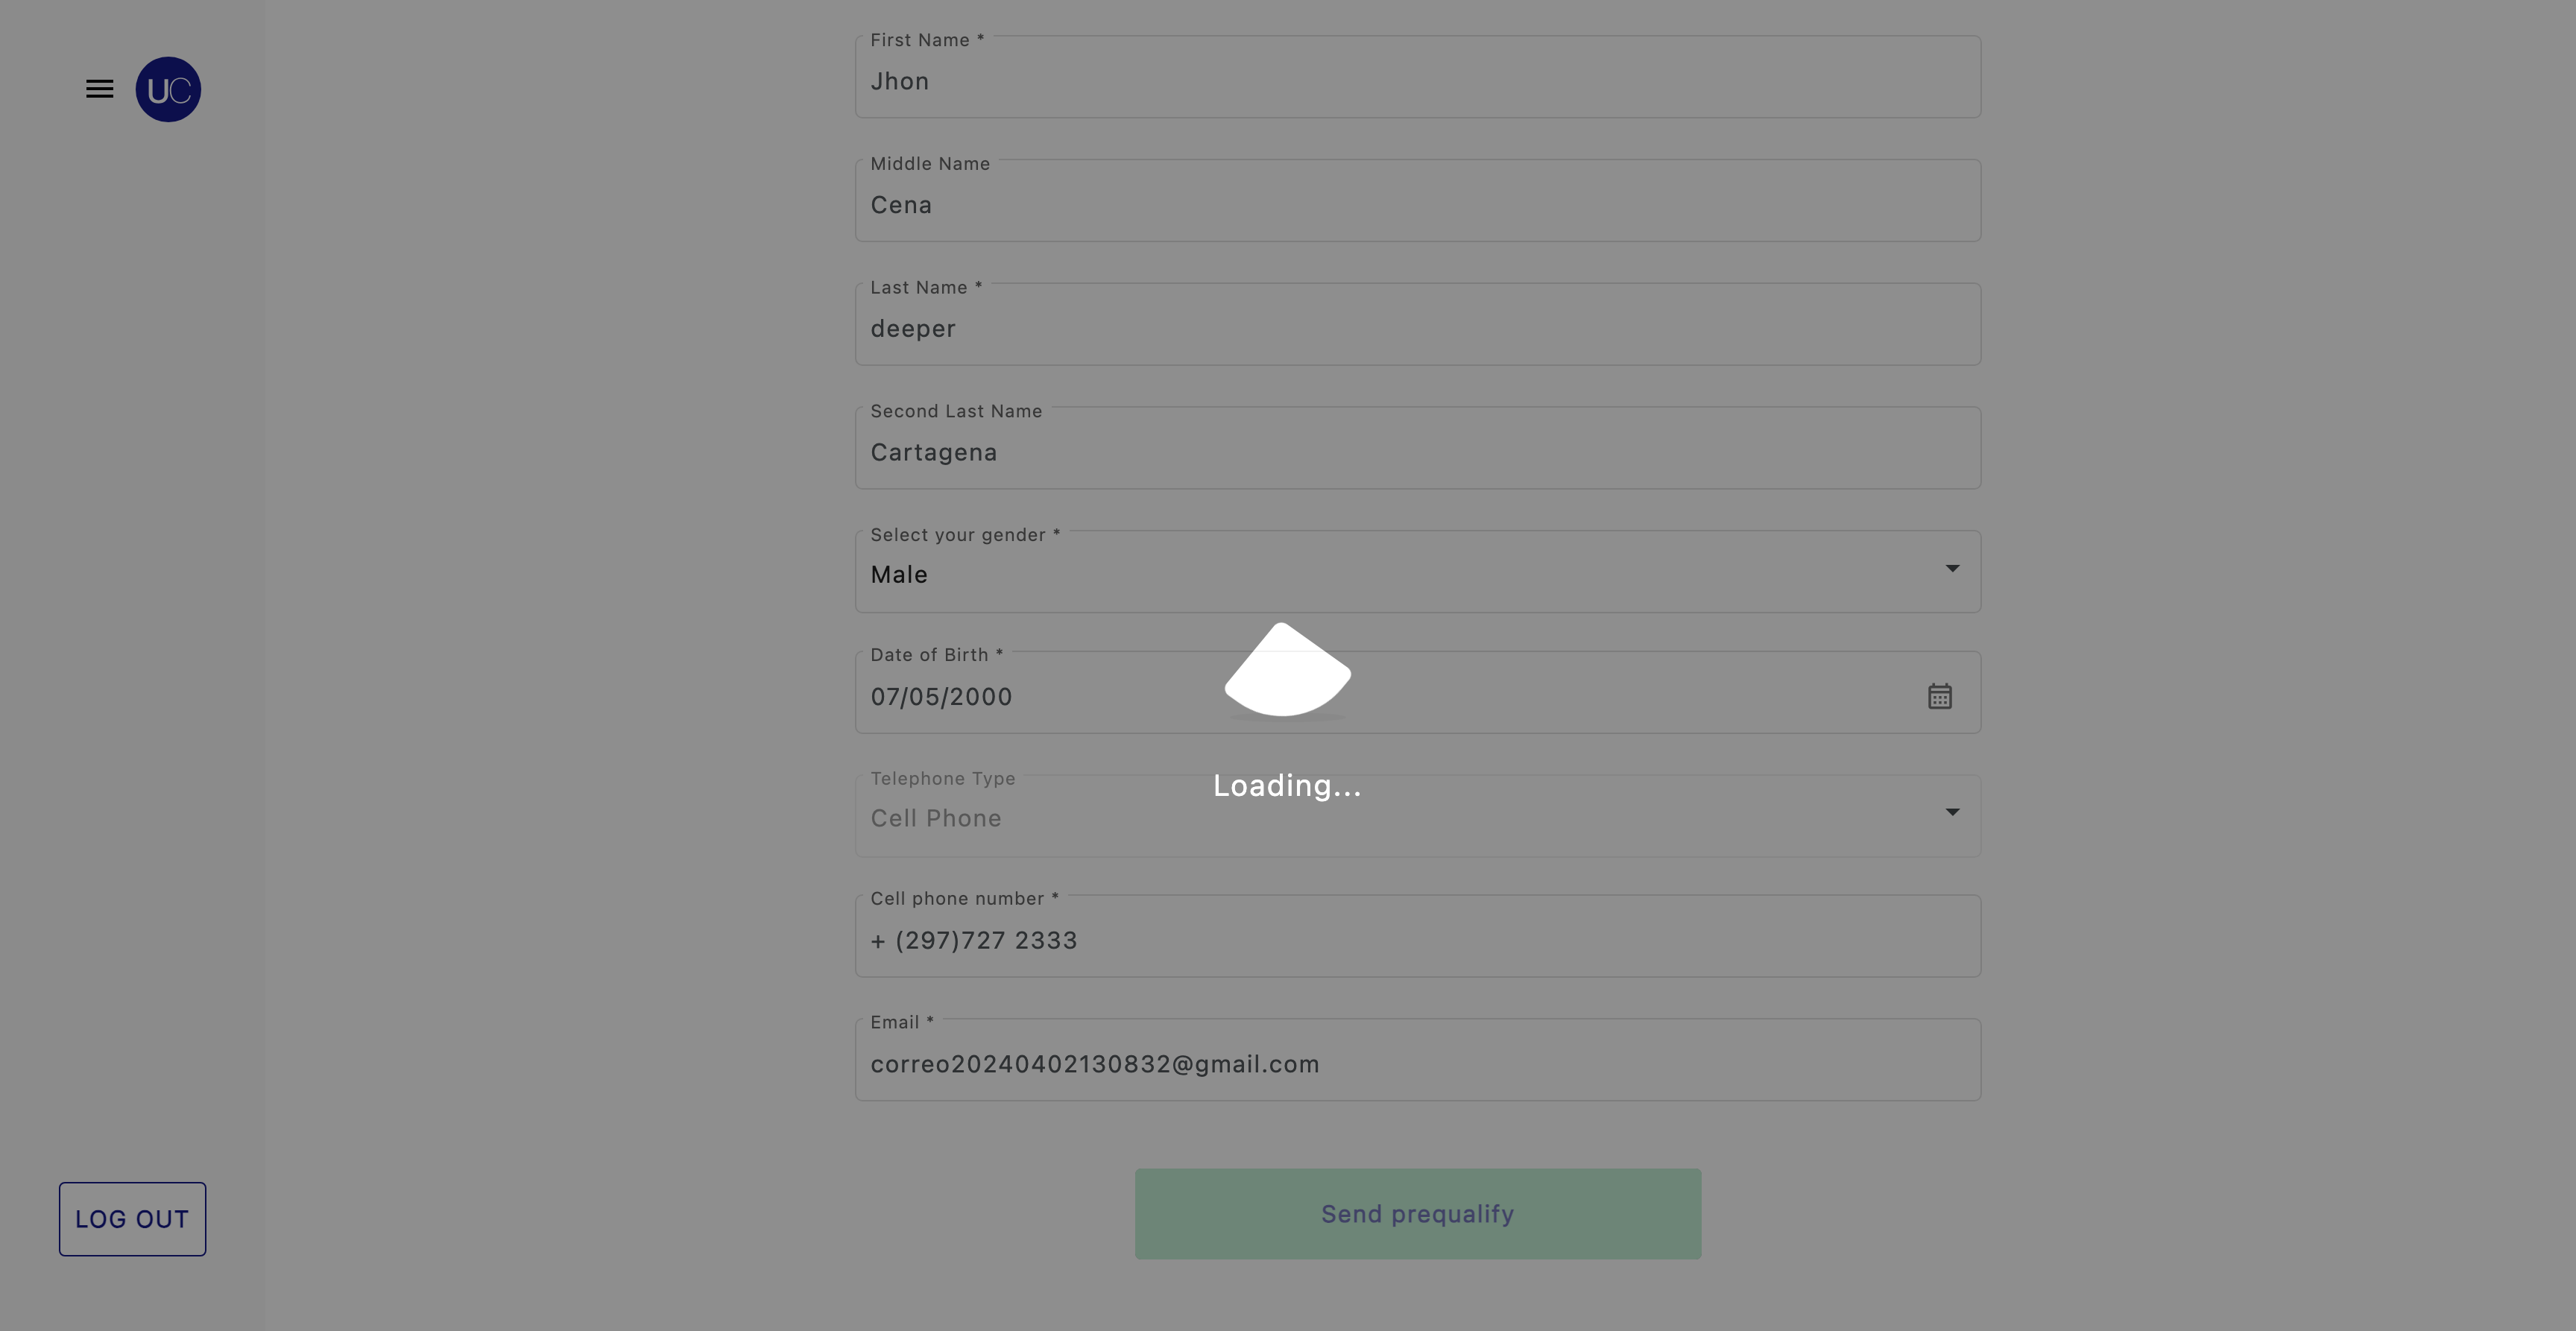 UC
First Name *
Jhon
Middle Name
Cena
Last Name *
deeper
Second Last Name
Cartagena
Select your gender *
Male
Date of Birth *
07/05/2000
Loading...
Telephone Type
Cell Phone
Cell phone number *
+ (297)727 2333
Email *
correo20240402130832@gmail.com
Send prequalify
LOG OUT